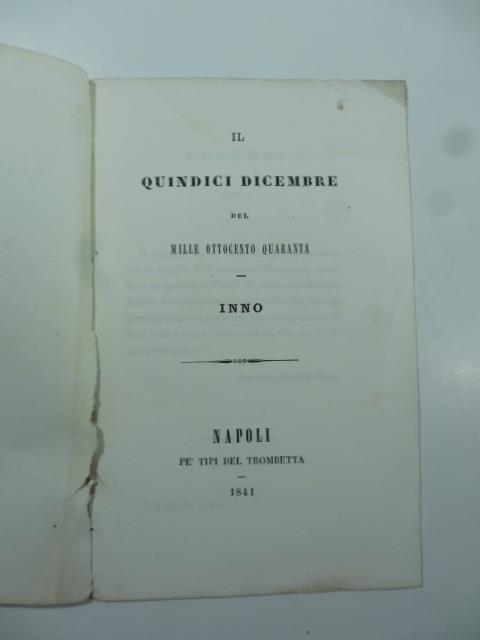 IL
QUINDICI DICEMBRE
DEL
MILLE OTTOCENTO QUARANTA
INNO
NAPOLI
PE' TIPI DEL TROMBETTA
1841